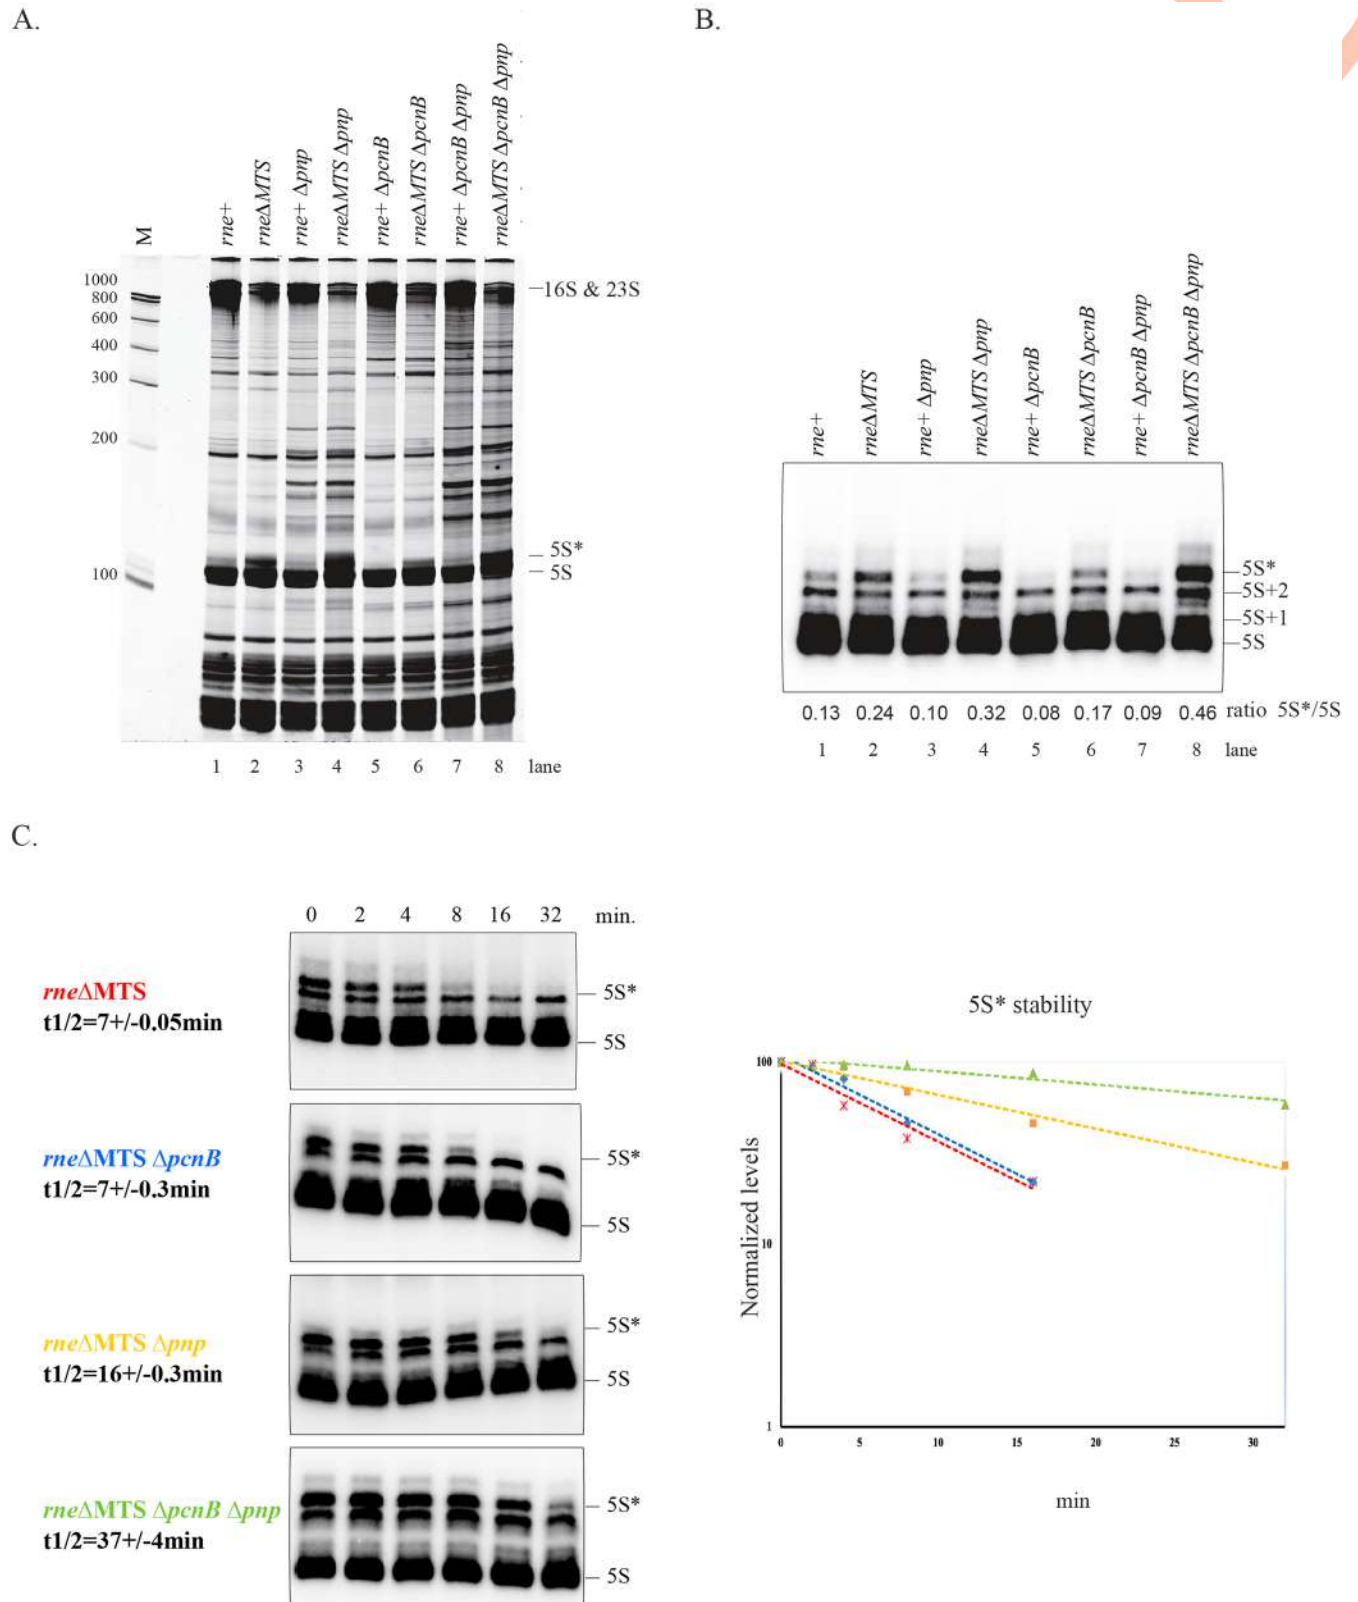 A.
M
rne+
rneΔMTS
rne+ Δpnp
rneΔMTS Δpnp
rne+ ΔpcnB
rneΔMTS ΔpcnB
rne+ ΔpcnB Δpnp
rneΔMTS ΔpcnB Δpnp
1000
800
600
400
300
200
100
16S & 23S
5S*
5S
1 2 3 4 5 6 7 8 lane
B.
rne+
rneΔMTS
rne+ Δpnp
rneΔMTS Δpnp
rne+ ΔpcnB
rneΔMTS ΔpcnB
rne+ ΔpcnB Δpnp
rneΔMTS ΔpcnB Δpnp
5S*
5S+2
5S+1
5S
0.13 0.24 0.10 0.32 0.08 0.17 0.09 0.46 ratio 5S*/5S
1 2 3 4 5 6 7 8 lane
C.
0 2 4 8 16 32 min.
rneΔMTS
t1/2=7+/-0.05min
5S*
5S
rneΔMTS ΔpcnB
t1/2=7+/-0.3min
5S*
5S
rneΔMTS Δpnp
t1/2=16+/-0.3min
5S*
5S
rneΔMTS ΔpcnB Δpnp
t1/2=37+/-4min
5S*
5S
5S* stability
Normalized levels
100
10
1
0 5 10 15 20 25 30
min